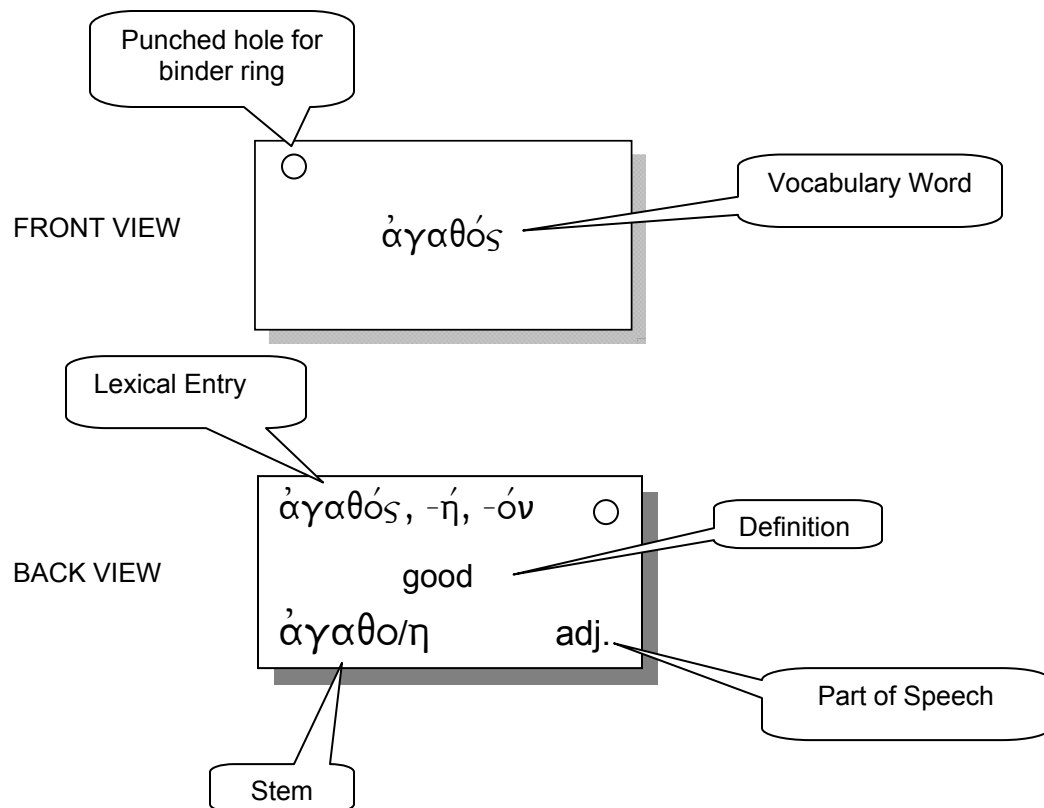 Punched hole for
binder ring
FRONT VIEW
ἀγαθός
Vocabulary Word
Lexical Entry
ἀγαθός, -ή, -όν
Definition
BACK VIEW
good
ἀγαθο/η
adj.
Part of Speech
Stem